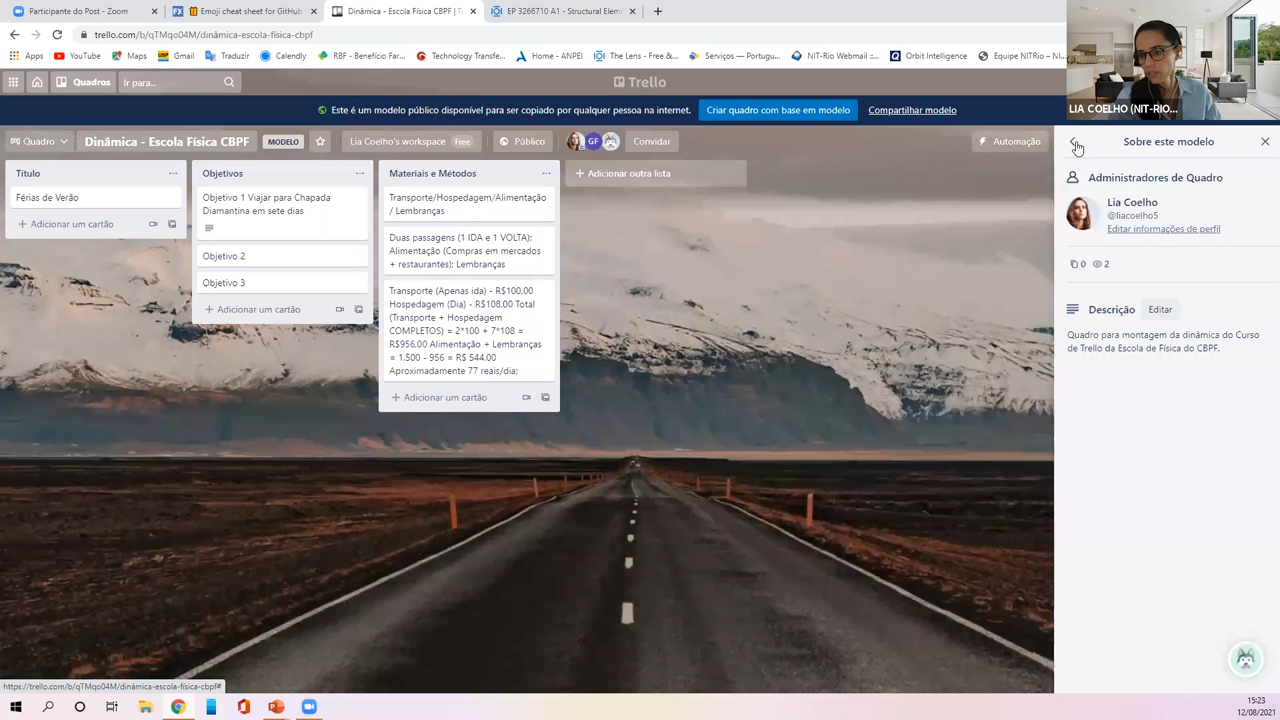 Participante do Post - Zoom
Emoji cheat sheet for GitHub
Dinâmica - Escola Física CBPF | T
EP 3266710 A1 - Structural Elem
trello.com/b/qTMqo04M/dinâmica-escola-física-cbpf
Apps
YouTube
Maps
Gmail
Traduzir
Calendly
RBF - Benefício Far...
Technology Transfe...
Home - ANPEI
The Lens - Free &...
Serviços — Portugu...
NIT-Rio Webmail ::...
Orbit Intelligence
Equipe NITRio - No...
LIA COELHO (NIT-RIO...
Quadros
Ir para...
Trello
Este é um modelo público disponível para ser copiado por qualquer pessoa na internet.
Criar quadro com base em modelo
Compartilhar modelo
Quadro
Dinâmica - Escola Física CBPF
MODELO
Lia Coelho's workspace
Free
Público
GF
Convidar
Automação
Título
Férias de Verão
Adicionar um cartão
Objetivos
Objetivo 1 Viajar para Chapada
Diamantina em sete dias
Objetivo 2
Objetivo 3
Adicionar um cartão
Materiais e Métodos
Transporte/Hospedagem/Alimentação
/ Lembranças
Duas passagens (1 IDA e 1 VOLTA);
Alimentação (Compras em mercados
+ restaurantes); Lembranças
Transporte (Apenas ida) - R$100,00
Hospedagem (Dia) - R$108,00 Total
(Transporte + Hospedagem
COMPLETOS) = 2*100 + 7*108 =
R$956.00 Alimentação + Lembranças
= 1.500 - 956 = R$ 544,00
Aproximadamente 77 reais/dia;
Adicionar um cartão
Adicionar outra lista
Sobre este modelo
Administradores de Quadro
Lia Coelho
@liacoelho5
Editar informações de perfil
0
2
Descrição
Editar
Quadro para montagem da dinâmica do Curso
de Trello da Escola de Física do CBPF.
https://trello.com/b/qTMqo04M/dinâmica-escola-física-cbpf#
15:23
12/08/2021